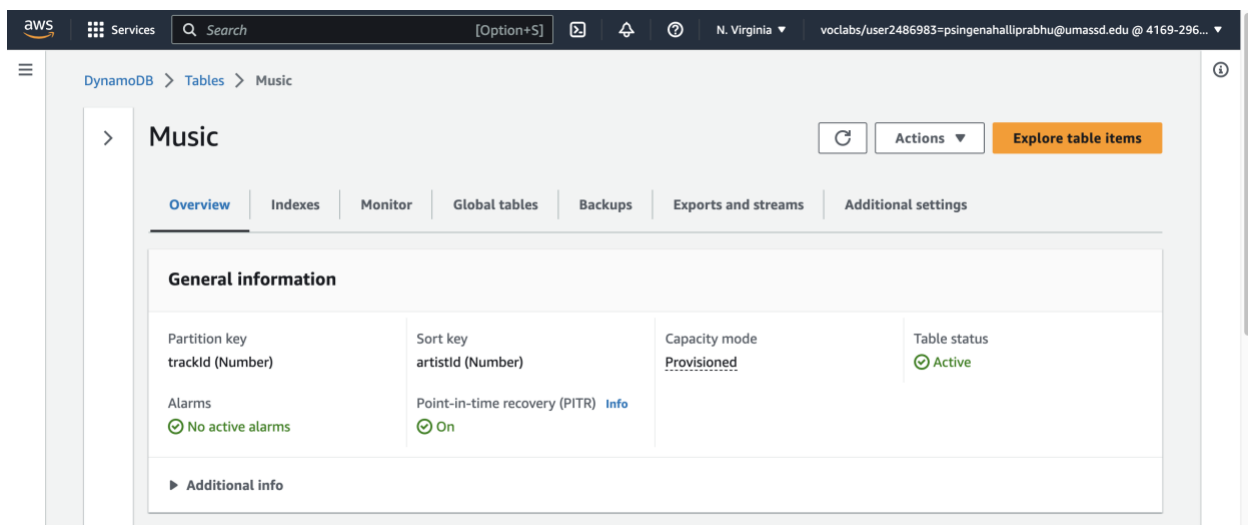 aws Services Search [Option+S] N. Virginia ▼ voclabs/user2486983=psingenahalliprabhu@umassd.edu @ 4169-296... ▼
DynamoDB > Tables > Music
Music
Actions ▼ Explore table items
Overview Indexes Monitor Global tables Backups Exports and streams Additional settings
General information
Partition key Sort key Capacity mode Table status
trackId (Number) artistId (Number) Provisioned Active
Alarms Point-in-time recovery (PITR) Info
No active alarms On
Additional info